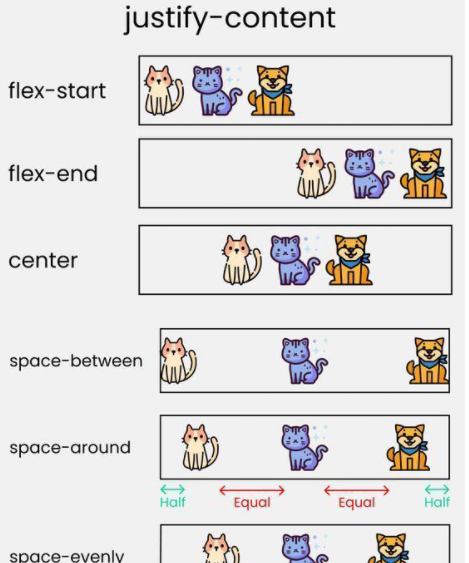 justify-content
flex-start
flex-end
center
space-between
space-around
Half Equal Equal Half
space-evenly